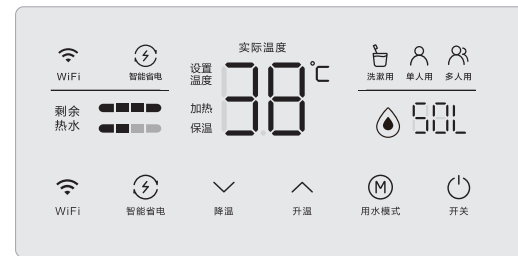 实际温度
WiFi 智能省电
设置温度
38℃
洗漱用 单人用 多人用
剩余热水
加热
保温
50L
WiFi 智能省电 降温 升温 M 用水模式 开关